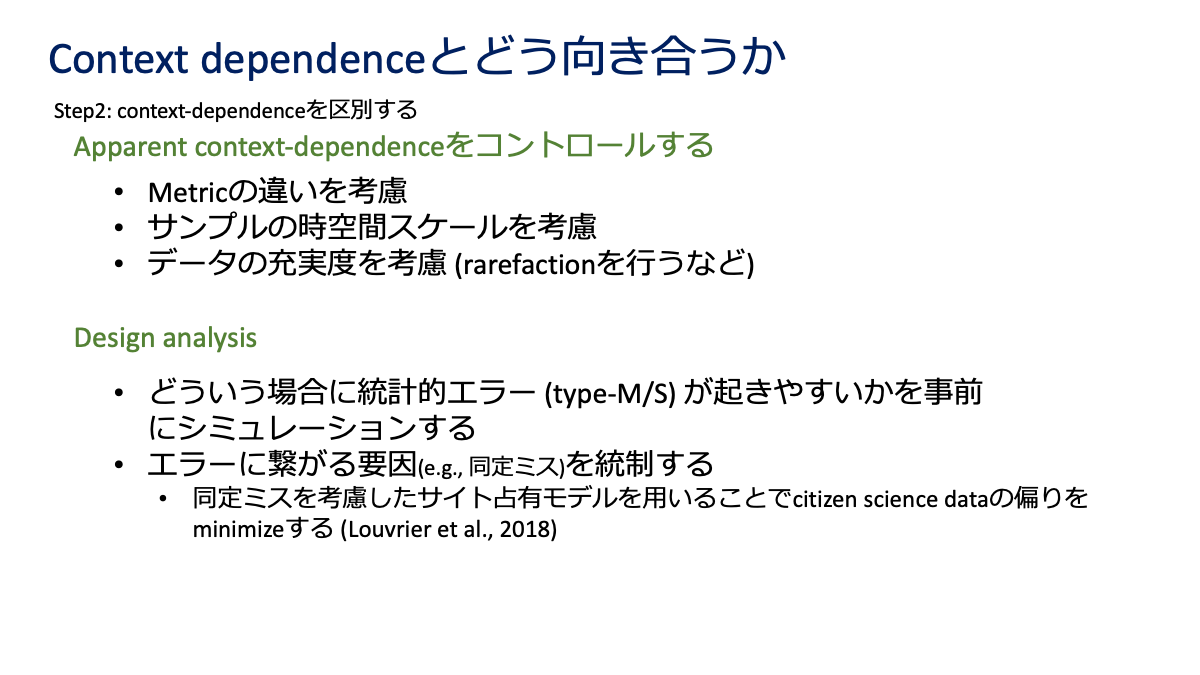 Context dependenceとどう向き合うか
Step2: context-dependenceを区別する
Apparent context-dependenceをコントロールする
• Metricの違いを考慮
• サンプルの時空間スケールを考慮
• データの充実度を考慮 (rarefactionを行うなど)
Design analysis
• どういう場合に統計的エラー (type-M/S) が起きやすいかを事前
にシミュレーションする
• エラーに繋がる要因(e.g., 同定ミス)を統制する
• 同定ミスを考慮したサイト占有モデルを用いることでcitizen science dataの偏りを
minimizeする (Louvrier et al., 2018)